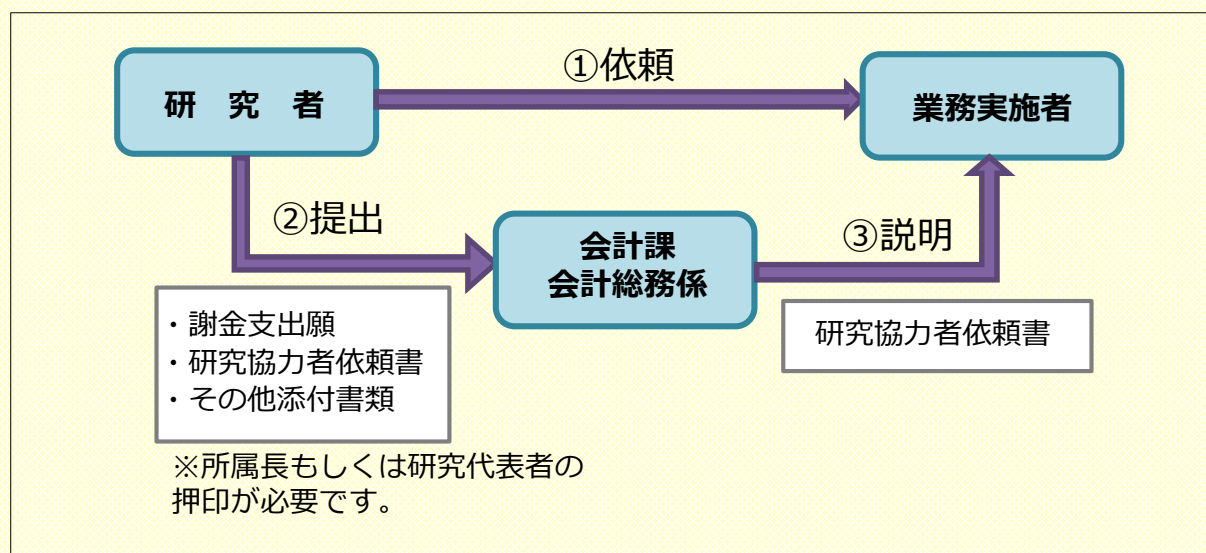 ①依頼
研 究 者
業務実施者
②提出
会計課
会計総務係
③説明
・謝金支出願
・研究協力者依頼書
・その他添付書類
研究協力者依頼書
※所属長もしくは研究代表者の
押印が必要です。